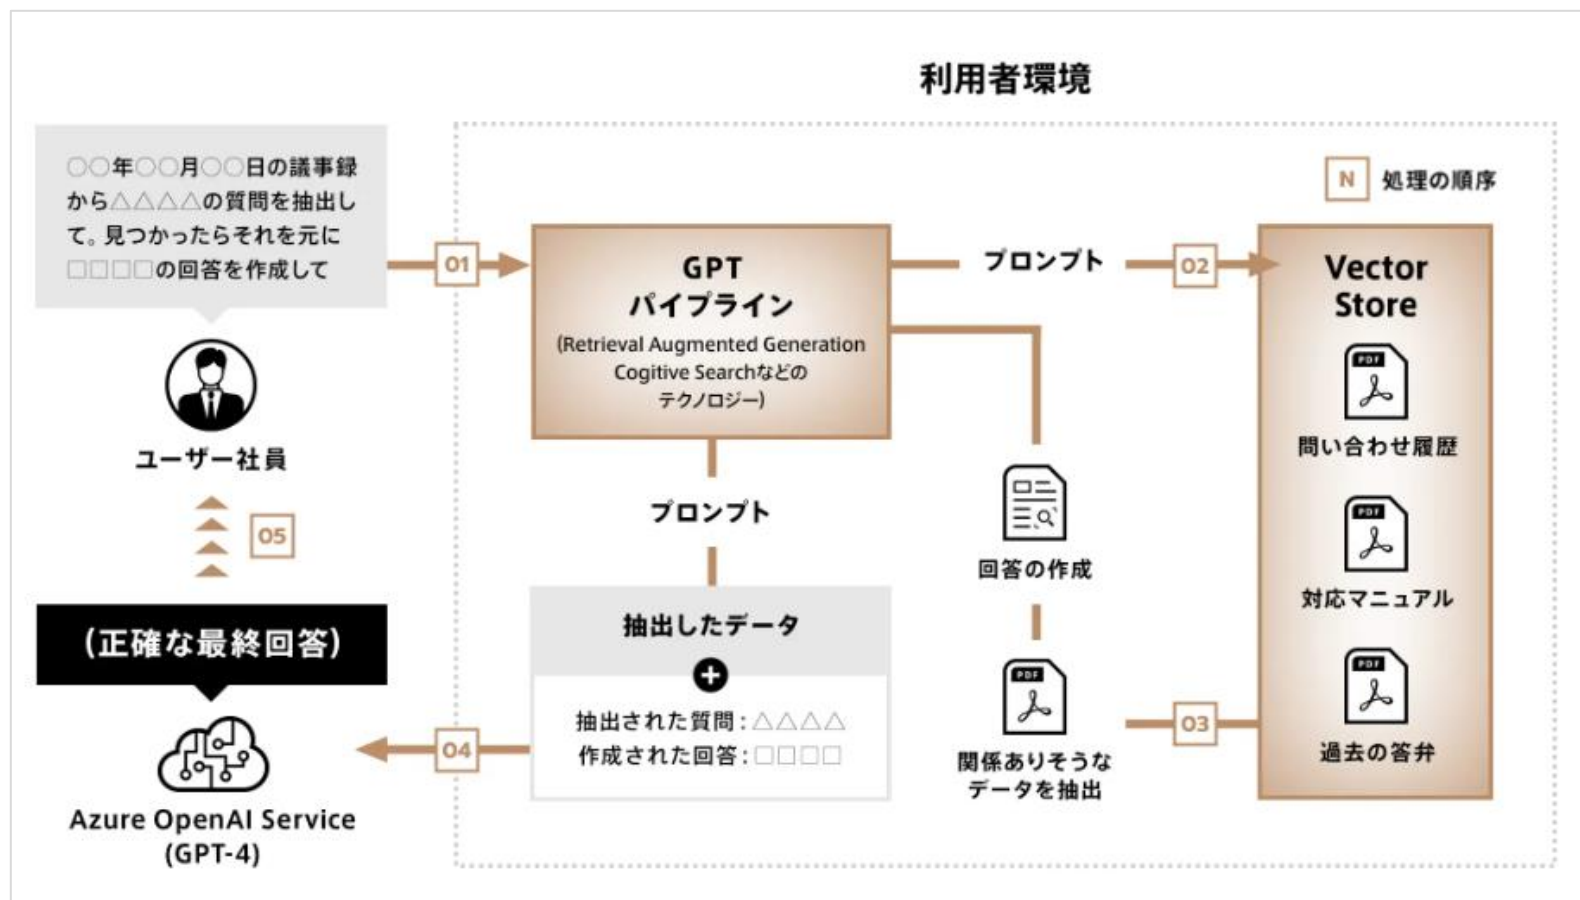 利用者環境
○○年○○月○○日の議事録
から△△△△の質問を抽出し
て。見つかったらそれを元に
□□□□の回答を作成して
ユーザー社員
01
GPT
パイプライン
(Retrieval Augmented Generation
Cogitive Searchなどの
テクノロジー)
プロンプト
02
N
処理の順序
Vector
Store
PDF
問い合わせ履歴
PDF
対応マニュアル
PDF
過去の答弁
03
PDF
関係ありそうな
データを抽出
回答の作成
プロンプト
抽出したデータ
+
抽出された質問:△△△△
作成された回答:□□□□
04
Azure OpenAI Service
(GPT-4)
(正確な最終回答)
05